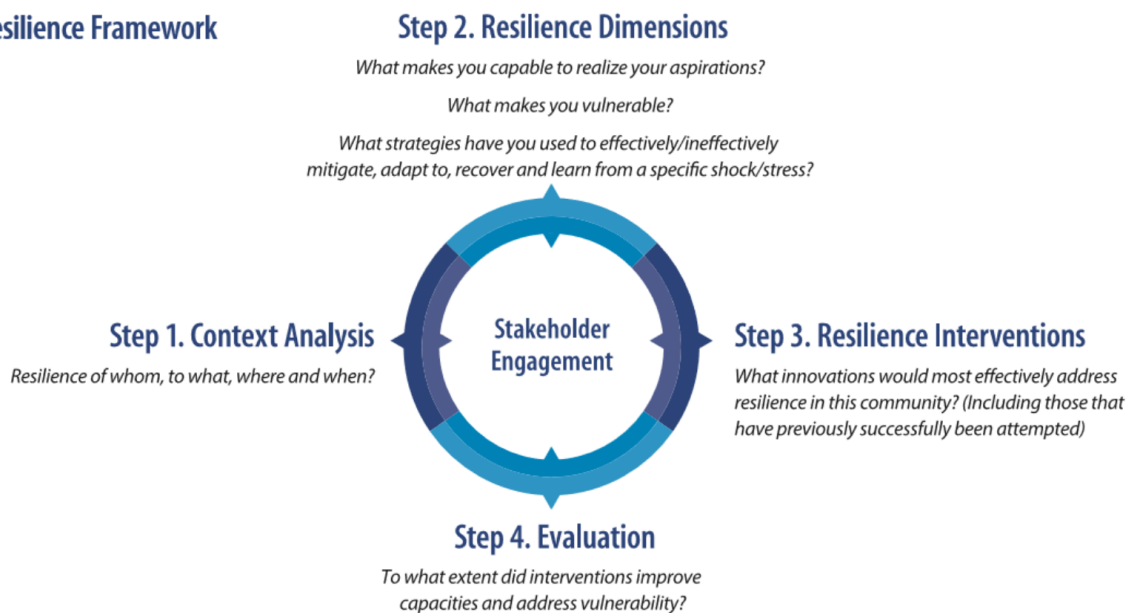 esilience Framework
Step 2. Resilience Dimensions
What makes you capable to realize your aspirations?
What makes you vulnerable?
What strategies have you used to effectively/ineffectively
mitigate, adapt to, recover and learn from a specific shock/stress?
Step 1. Context Analysis
Resilience of whom, to what, where and when?
Stakeholder
Engagement
Step 3. Resilience Interventions
What innovations would most effectively address
resilience in this community? (Including those that
have previously successfully been attempted)
Step 4. Evaluation
To what extent did interventions improve
capacities and address vulnerability?